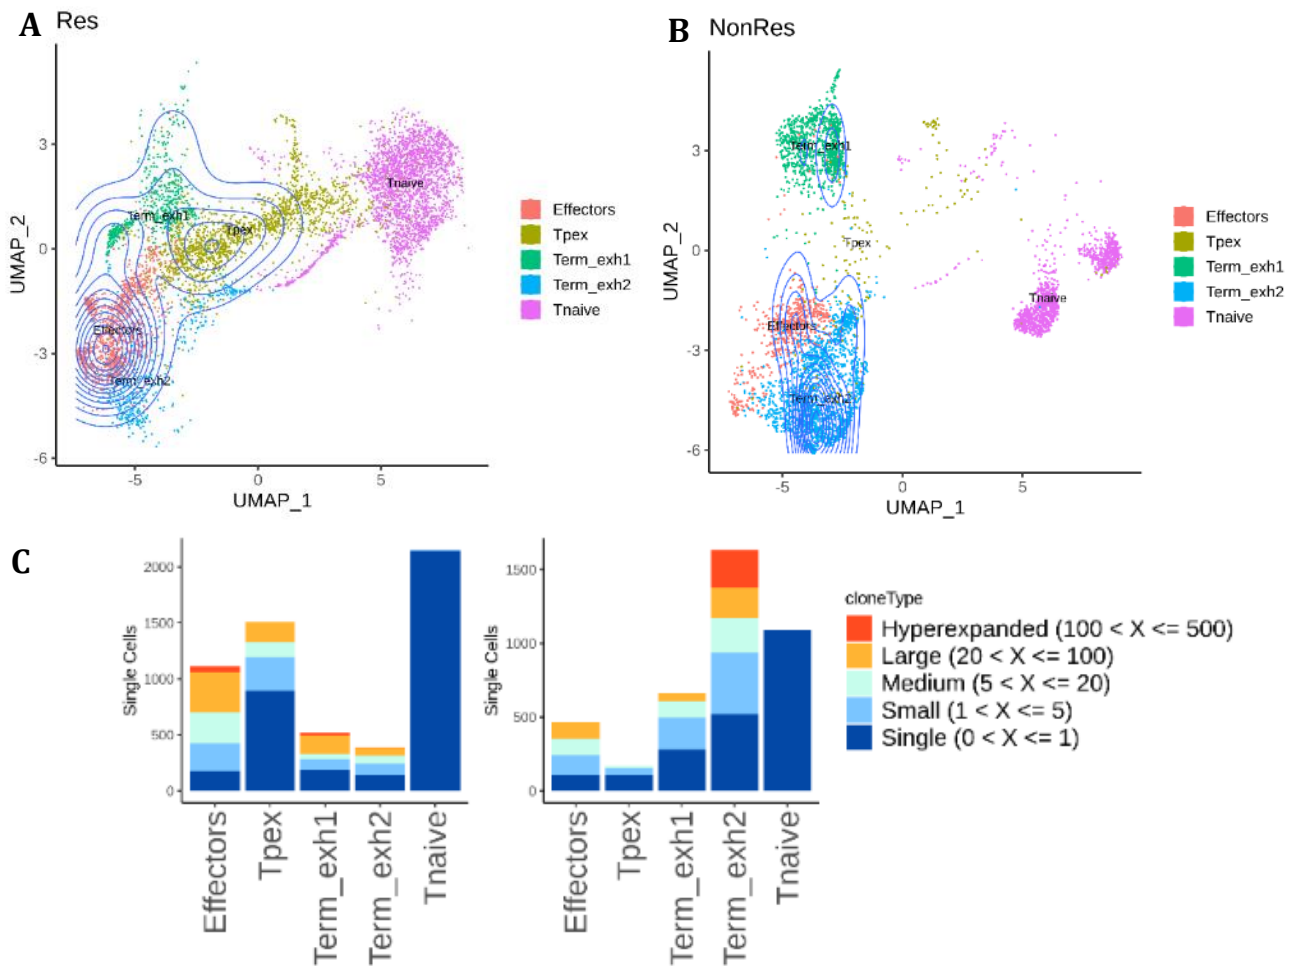 A Res
3
0
-3
-6
-5
0
5
UMAP_2
UMAP_1
Term_exh1
Tpex
Tnaive
Effectors
Term_exh2
Effectors
Tpex
Term_exh1
Term_exh2
Tnaive
B NonRes
3
0
-3
-6
-5
0
5
UMAP_2
UMAP_1
Term_exh1
Tpex
Tnaive
Effectors
Term_exh2
Effectors
Tpex
Term_exh1
Term_exh2
Tnaive
C
Single Cells
2000
1500
1000
500
0
Effectors
Tpex
Term_exh1
Term_exh2
Tnaive
Single Cells
1500
1000
500
0
Effectors
Tpex
Term_exh1
Term_exh2
Tnaive
cloneType
Hyperexpanded (100 < X <= 500)
Large (20 < X <= 100)
Medium (5 < X <= 20)
Small (1 < X <= 5)
Single (0 < X <= 1)